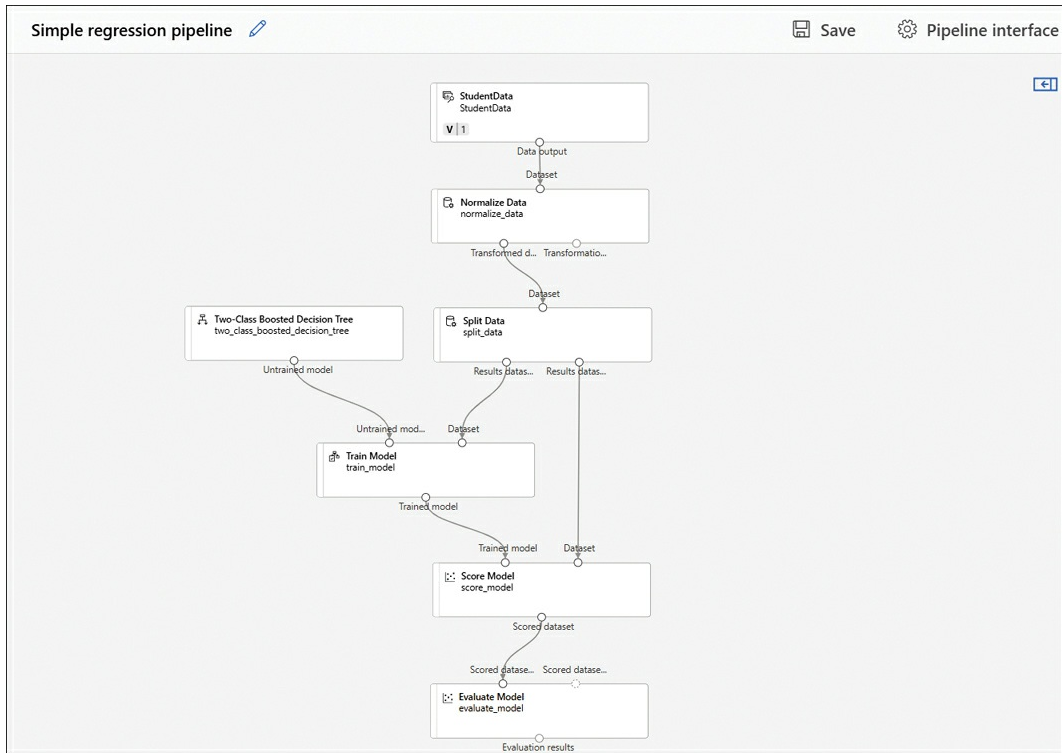 Simple regression pipeline
Save
Pipeline interface
StudentData
StudentData
V 1
Data output
Dataset
Normalize Data
normalize_data
Transformed d...
Transformatio...
Dataset
Two-Class Boosted Decision Tree
two_class_boosted_decision_tree
Untrained model
Split Data
split_data
Results datas...
Results datas...
Untrained mod...
Dataset
Train Model
train_model
Trained model
Trained model
Dataset
Score Model
score_model
Scored dataset
Scored datase...
Scored datase...
Evaluate Model
evaluate_model
Evaluation results